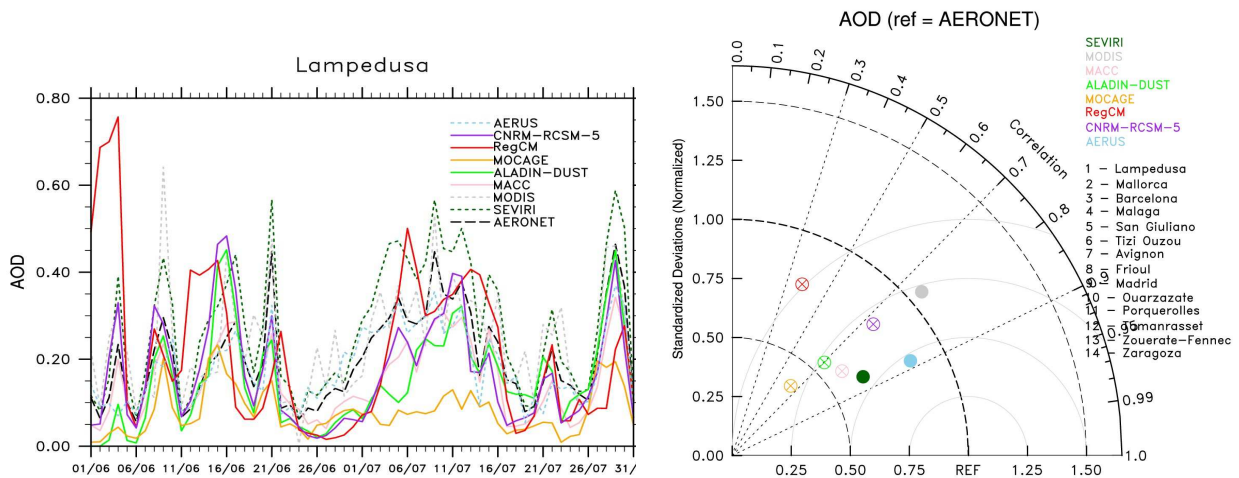 Lampedusa
0.80
0.60
0.40
0.20
0.00
AOD
01/06 06/06 11/06 16/06 21/06 26/06 01/07 06/07 11/07 16/07 21/07 26/07 31/
AERUS
CNRM-RCSM-5
RegCM
MOCAGE
ALADIN-DUST
MACC
MODIS
SEVIRI
AERONET
AOD (ref = AERONET)
Standardized Deviations (Normalized)
1.50
1.25
1.00
0.75
0.50
0.25
0.00
0.25 0.50 0.75 REF 1.25 1.50
0.0
0.1
0.2
0.3
0.4
0.5
0.6
Correlation
0.7
0.8
0.99
1.0
SEVIRI
MODIS
MACC
ALADIN-DUST
MOCAGE
RegCM
CNRM-RCSM-5
AERUS
1 - Lampedusa
2 - Mallorca
3 - Barcelona
4 - Malaga
5 - San Giuliano
6 - Tizi Ouzou
7 - Avignon
8 - Frioul
9 - Madrid
10 - Ouarzazate
11 - Porquerolles
12 - Tamanrasset
13 - Zouerate-Fennec
14 - Zaragoza